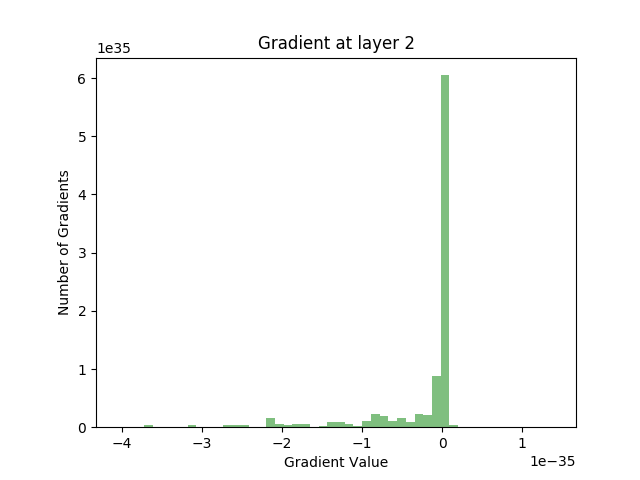 Gradient at layer 2
1e35
6
5
4
3
2
1
0
Number of Gradients
−4 −3 −2 −1 0 1
1e−35
Gradient Value